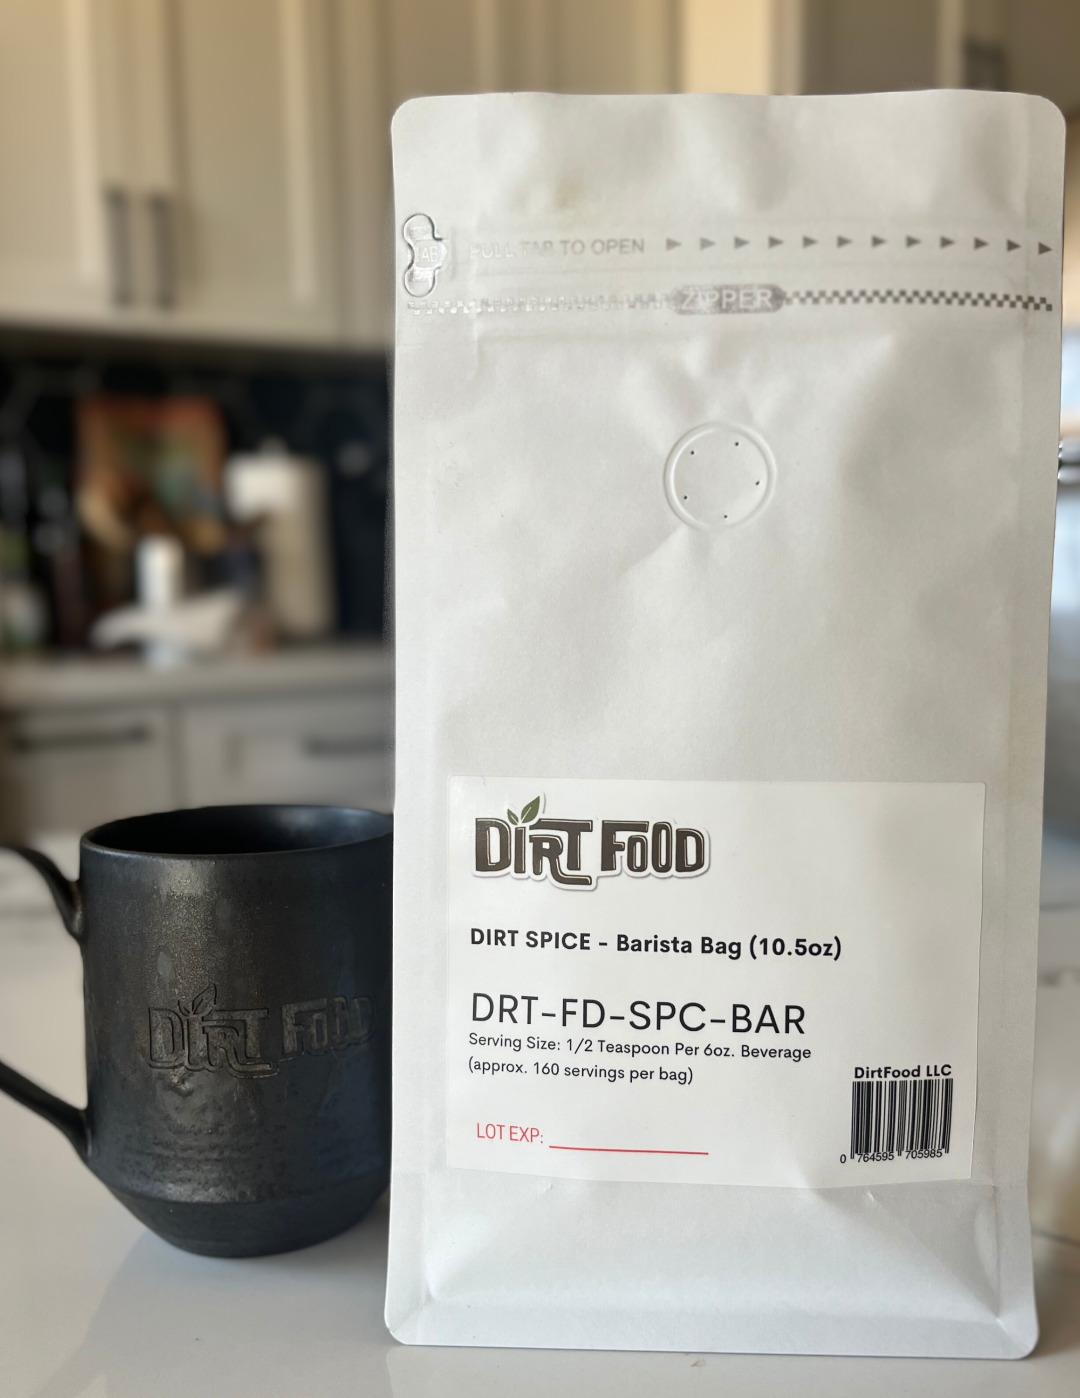 TAB
PULL TAB TO OPEN
ZIPPER
DIRT FOOD
DIRT SPICE - Barista Bag (10.5oz)
DRT-FD-SPC-BAR
Serving Size: 1/2 Teaspoon Per 6oz. Beverage
(approx. 160 servings per bag)
DirtFood LLC
LOT EXP:
0 764595 705985
DIRT FOOD